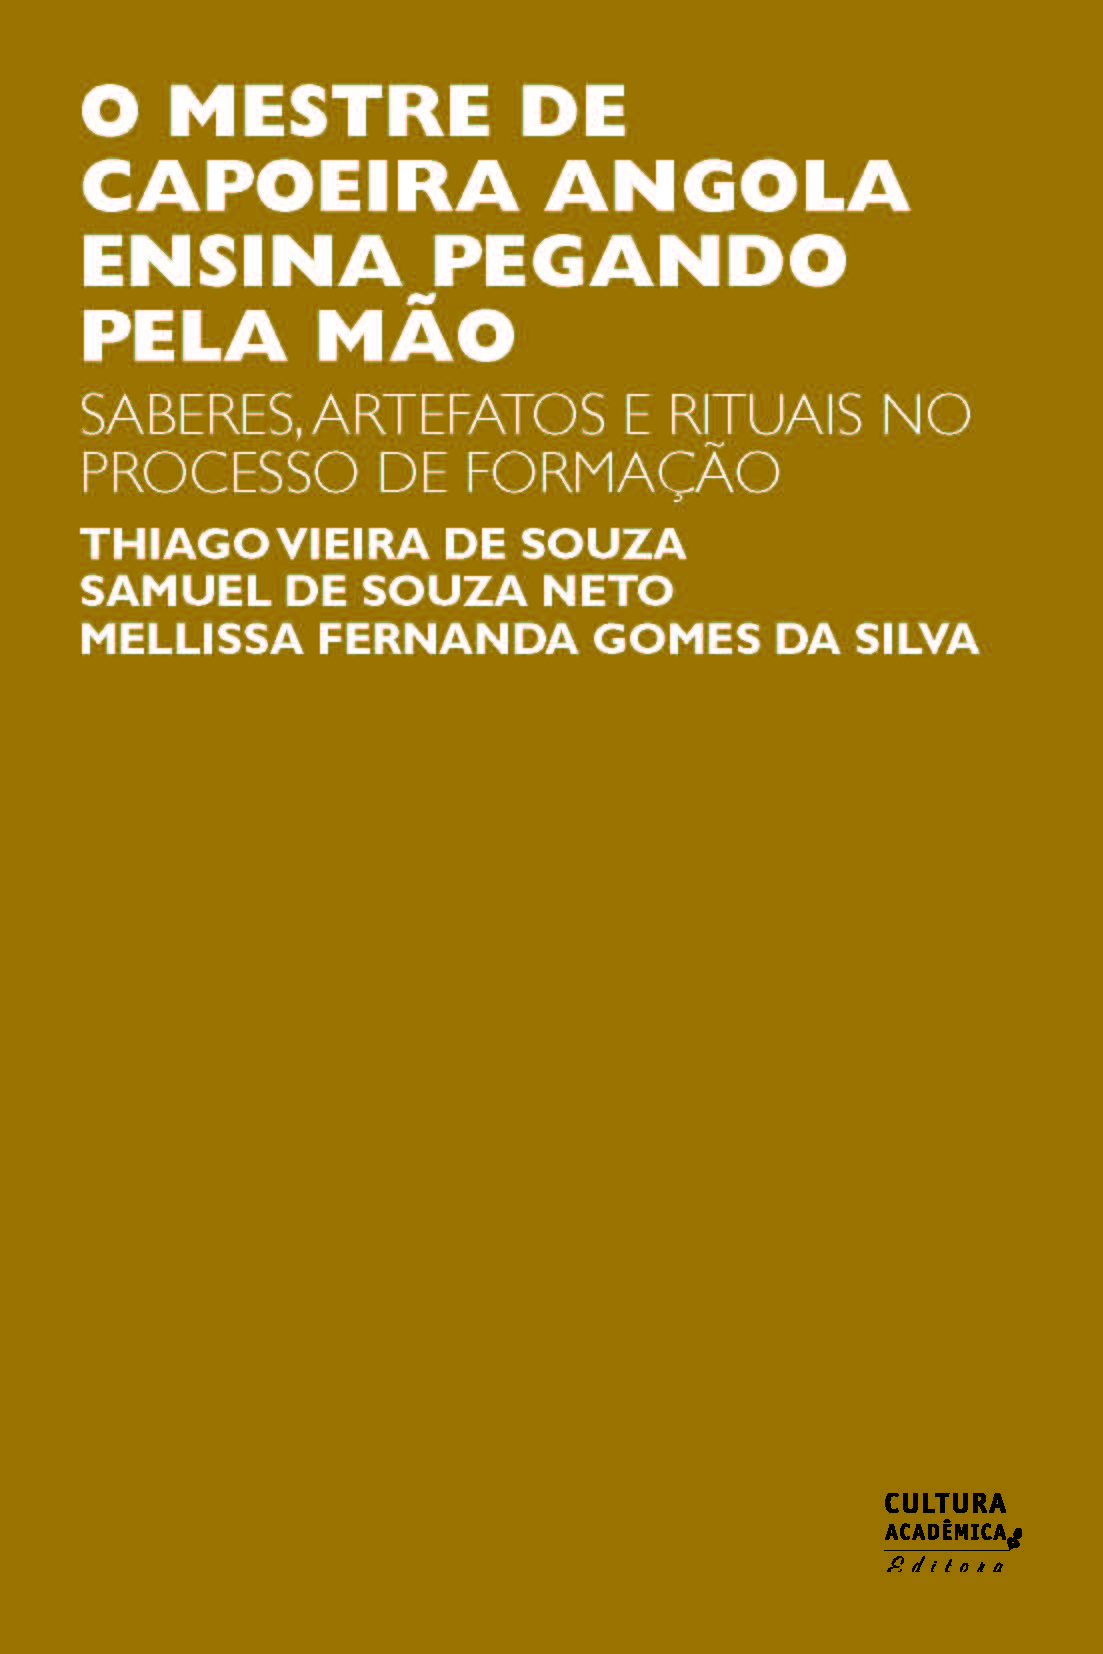 O MESTRE DE
CAPOEIRA ANGOLA
ENSINA PEGANDO
PELA MÃO
SABERES, ARTEFATOS E RITUAIS NO
PROCESSO DE FORMAÇÃO
THIAGO VIEIRA DE SOUZA
SAMUEL DE SOUZA NETO
MELLISSA FERNANDA GOMES DA SILVA
CULTURA
ACADÊMICA
Editora